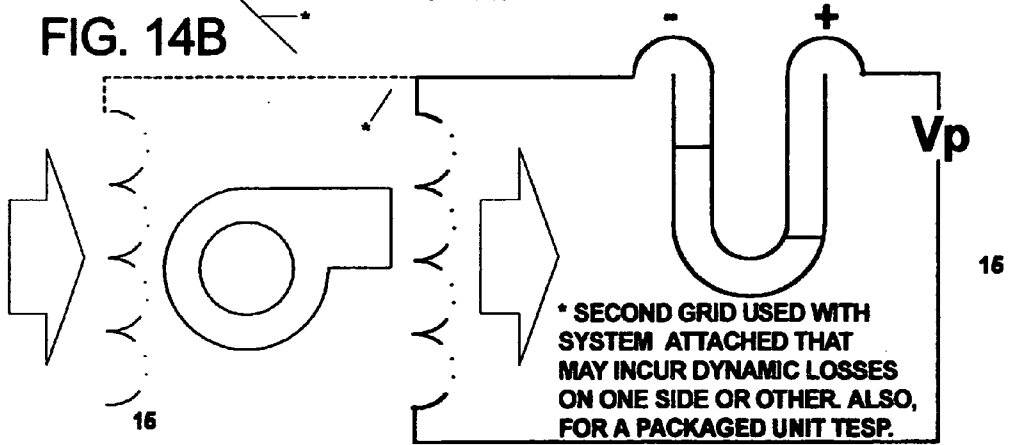 *
FIG. 14B
- +
*
Vp
16
* SECOND GRID USED WITH
SYSTEM ATTACHED THAT
MAY INCUR DYNAMIC LOSSES
ON ONE SIDE OR OTHER. ALSO,
FOR A PACKAGED UNIT TESP.
16